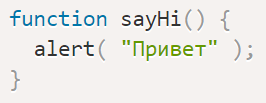 function sayHi() {
  alert( "Привет" );
}